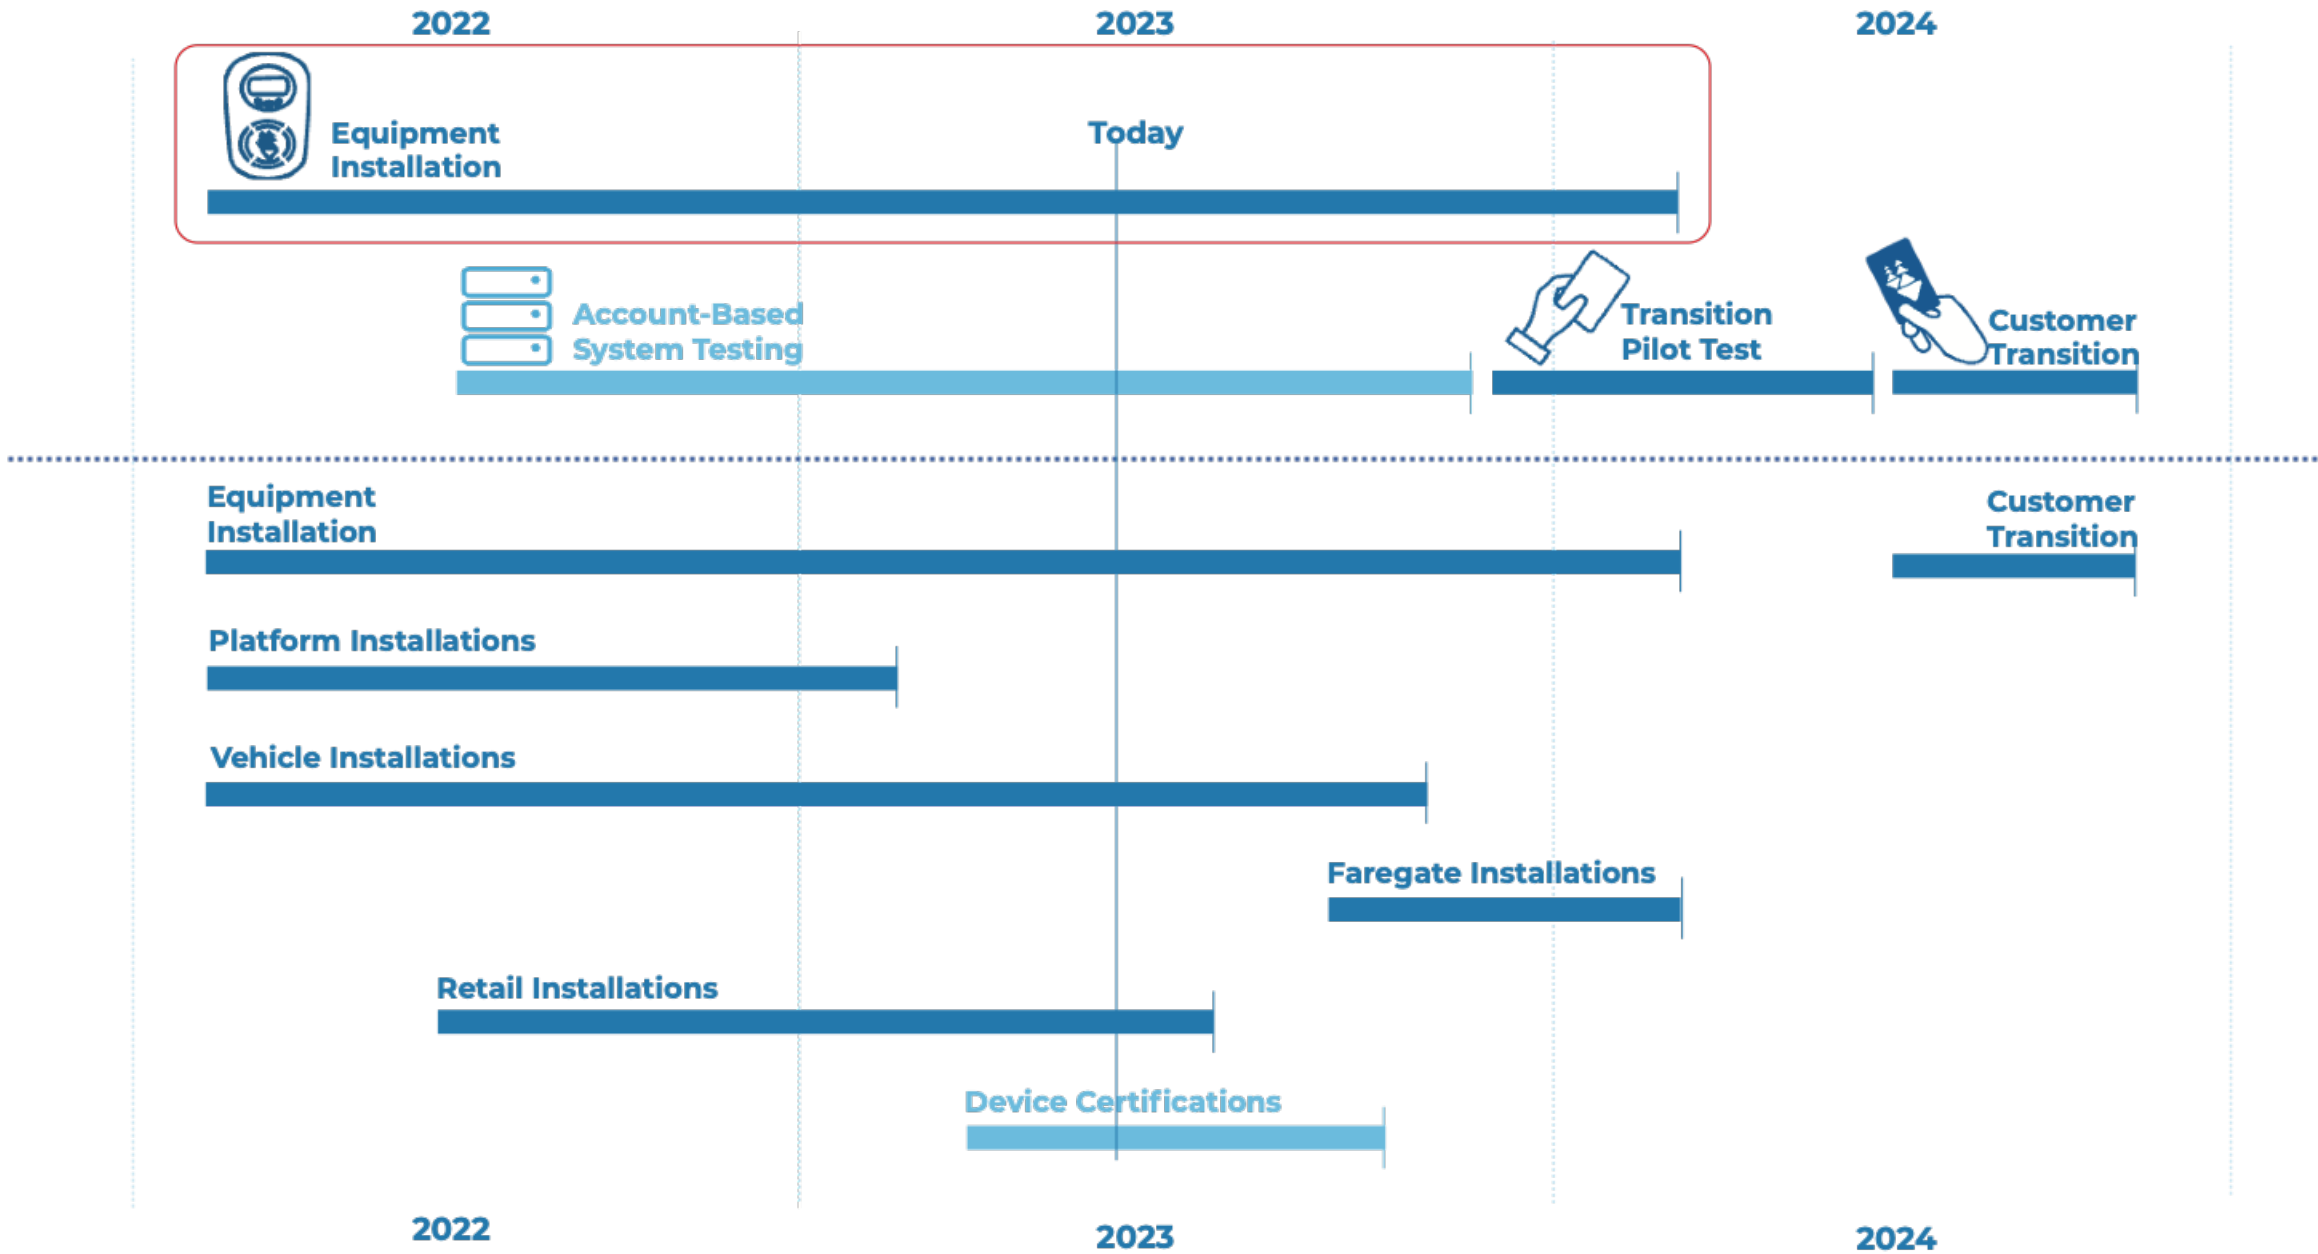 2022
2023
2024
Equipment
Installation
Today
Account-Based
System Testing
Transition
Pilot Test
Customer
Transition
Equipment
Installation
Customer
Transition
Platform Installations
Vehicle Installations
Faregate Installations
Retail Installations
Device Certifications
2022
2023
2024